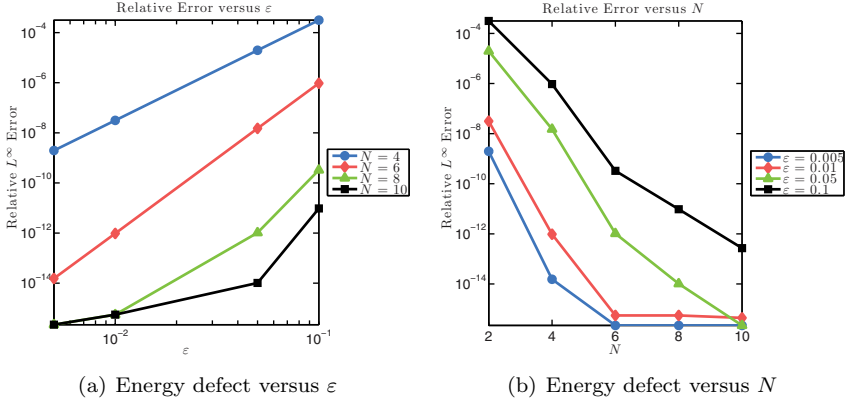 Relative Error versus ε
Relative L^∞ Error
10^−4
10^−6
10^−8
10^−10
10^−12
10^−14
10^−2
10^−1
ε
N = 4
N = 6
N = 8
N = 10
(a) Energy defect versus ε
Relative Error versus N
Relative L^∞ Error
10^−4
10^−6
10^−8
10^−10
10^−12
10^−14
2 4 6 8 10
N
ε = 0.005
ε = 0.01
ε = 0.05
ε = 0.1
(b) Energy defect versus N